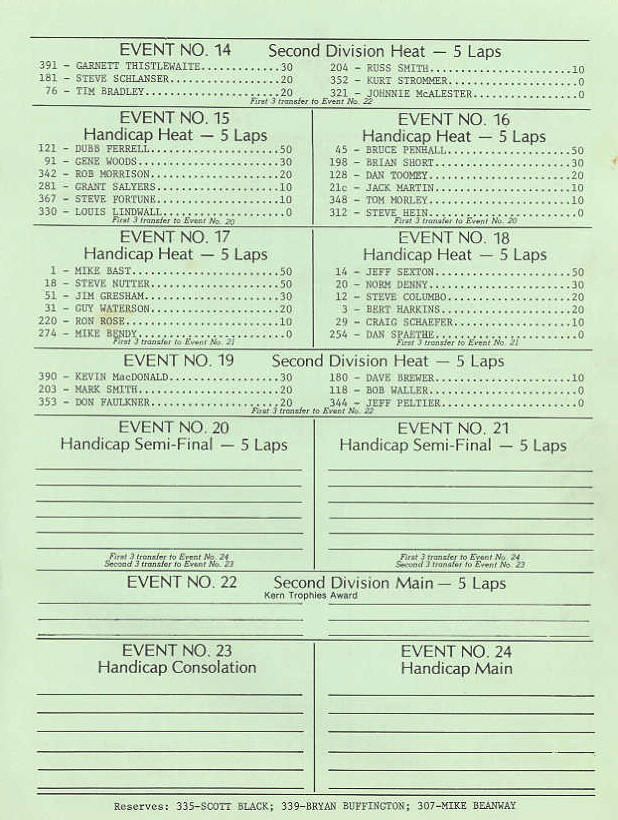 EVENT NO. 14 Second Division Heat — 5 Laps
391 - GARNETT THISTLEWAITE...............30
181 - STEVE SCHLANSER....................20
76 - TIM BRADLEY........................20
204 - RUSS SMITH.........................10
352 - KURT STROMMER.......................0
321 - JOHNNIE McALESTER...................0
First 3 transfer to Event No. 22
EVENT NO. 15
Handicap Heat — 5 Laps
121 - DUBB FERRELL.......................50
91 - GENE WOODS.........................30
342 - ROB MORRISON.......................20
281 - GRANT SALYERS......................10
367 - STEVE FORTUNE......................10
330 - LOUIS LINDWALL......................0
First 3 transfer to Event No. 20
EVENT NO. 16
Handicap Heat — 5 Laps
45 - BRUCE PENHALL......................50
198 - BRIAN SHORT........................30
128 - DAN TOOMEY.........................20
21c - JACK MARTIN........................10
348 - TOM MORLEY.........................10
312 - STEVE HEIN..........................0
First 3 transfer to Event No. 20
EVENT NO. 17
Handicap Heat — 5 Laps
1 - MIKE BAST..........................50
18 - STEVE NUTTER.......................50
51 - JIM GRESHAM........................30
31 - GUY WATERSON.......................20
220 - RON ROSE...........................10
274 - MIKE BENDY..........................0
First 3 transfer to Event No. 21
EVENT NO. 18
Handicap Heat — 5 Laps
14 - JEFF SEXTON........................50
20 - NORM DENNY.........................30
12 - STEVE COLUMBO......................20
3 - BERT HARKINS.......................20
29 - CRAIG SCHAEFER.....................10
254 - DAN SPAETHE.........................0
First 3 transfer to Event No. 21
EVENT NO. 19 Second Division Heat — 5 Laps
390 - KEVIN MacDONALD....................30
203 - MARK SMITH.........................20
353 - DON FAULKNER.......................20
180 - DAVE BREWER........................10
118 - BOB WALLER..........................0
344 - JEFF PELTIER........................0
First 3 transfer to Event No. 22
EVENT NO. 20
Handicap Semi-Final — 5 Laps
First 3 transfer to Event No. 24
Second 3 transfer to Event No. 23
EVENT NO. 21
Handicap Semi-Final — 5 Laps
First 3 transfer to Event No. 24
Second 3 transfer to Event No. 23
EVENT NO. 22 Second Division Main — 5 Laps
Kern Trophies Award
EVENT NO. 23
Handicap Consolation
EVENT NO. 24
Handicap Main
Reserves: 335-SCOTT BLACK; 339-BRYAN BUFFINGTON; 307-MIKE BEANWAY